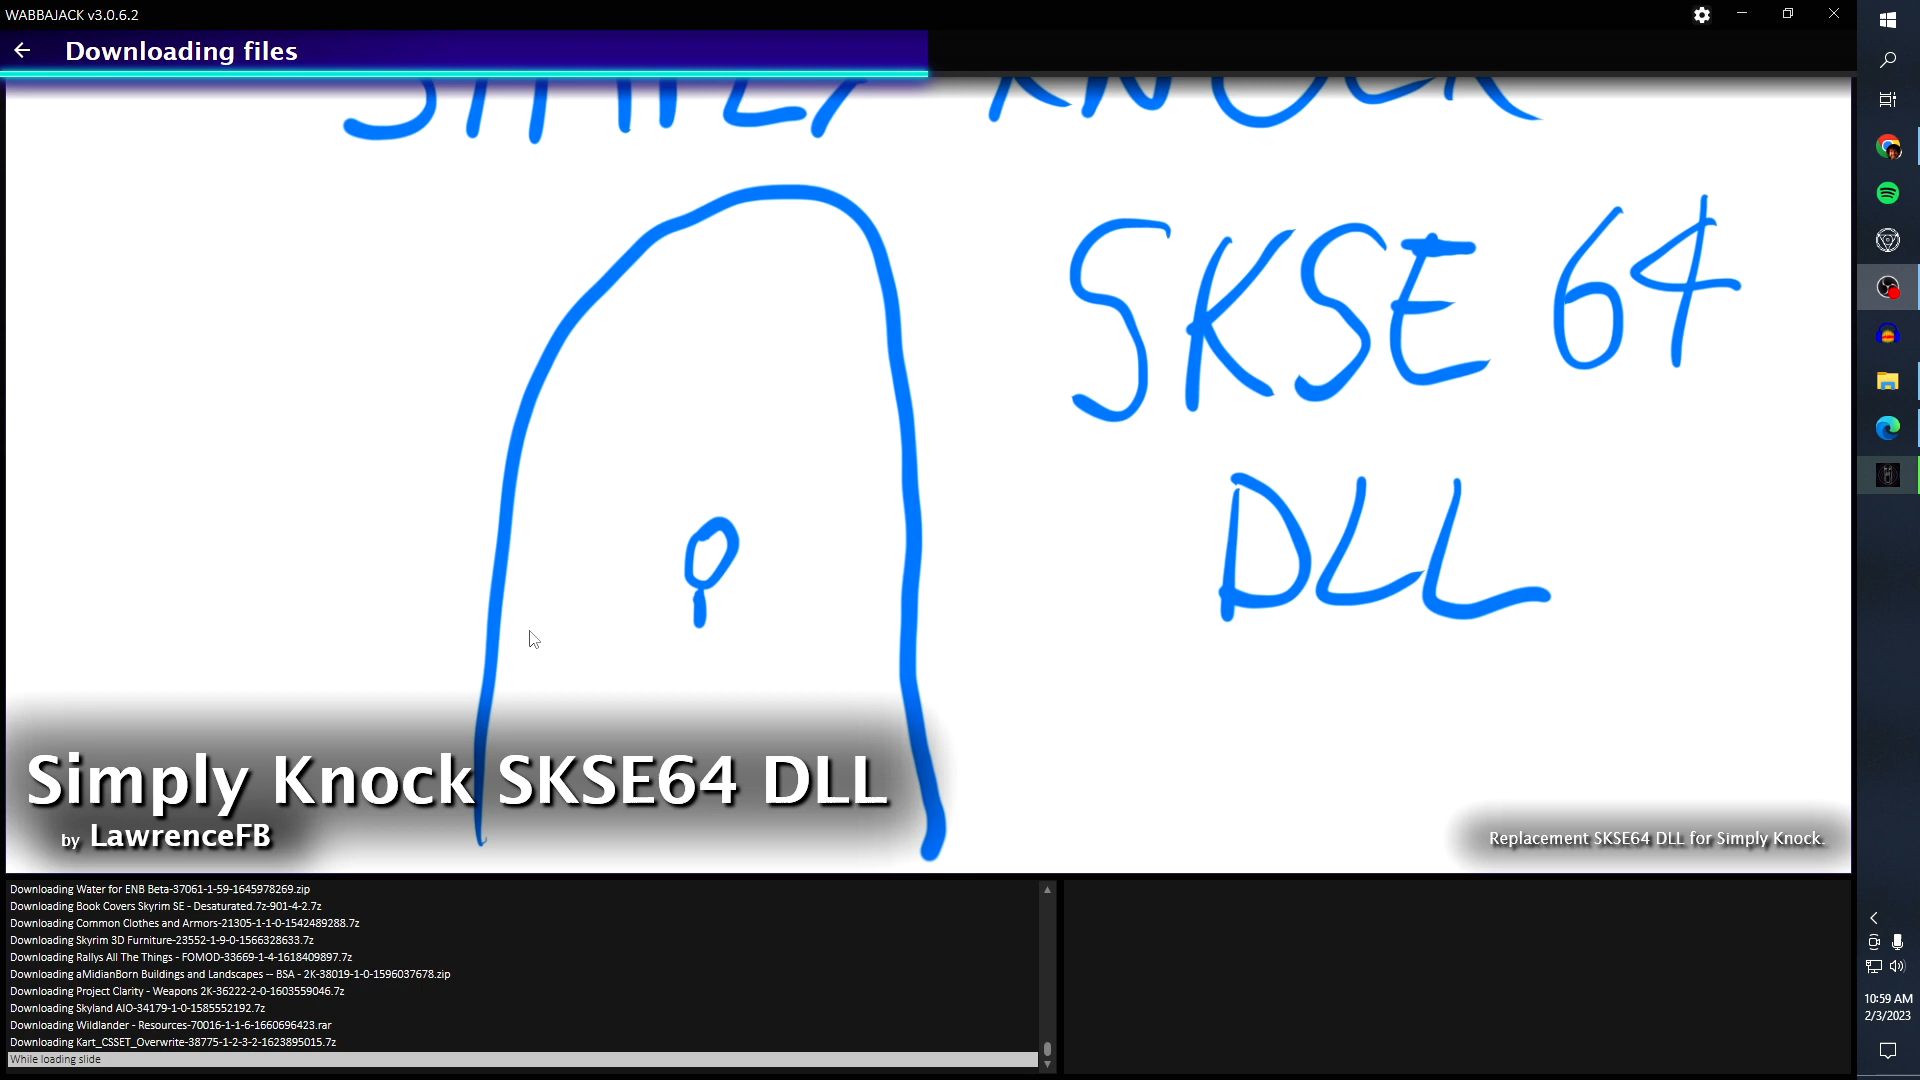 WABBAJACK v3.0.6.2
Downloading files
SIMPLY KNOCK
SKSE 64
DLL
Simply Knock SKSE64 DLL
by LawrenceFB
Replacement SKSE64 DLL for Simply Knock.
Downloading Water for ENB Beta-37061-1-59-1645978269.zip
Downloading Book Covers Skyrim SE - Desaturated.7z-901-4-2.7z
Downloading Common Clothes and Armors-21305-1-1-0-1542489288.7z
Downloading Skyrim 3D Furniture-23552-1-9-0-1566328633.7z
Downloading Rallys All The Things - FOMOD-33669-1-4-1618409897.7z
Downloading aMidianBorn Buildings and Landscapes -- BSA - 2K-38019-1-0-1596037678.zip
Downloading Project Clarity - Weapons 2K-36222-2-0-1603559046.7z
Downloading Skyland AIO-34179-1-0-1585552192.7z
Downloading Wildlander - Resources-70016-1-1-6-1660696423.rar
Downloading Kart_CSSET_Overwrite-38775-1-2-3-2-1623895015.7z
While loading slide
10:59 AM
2/3/2023